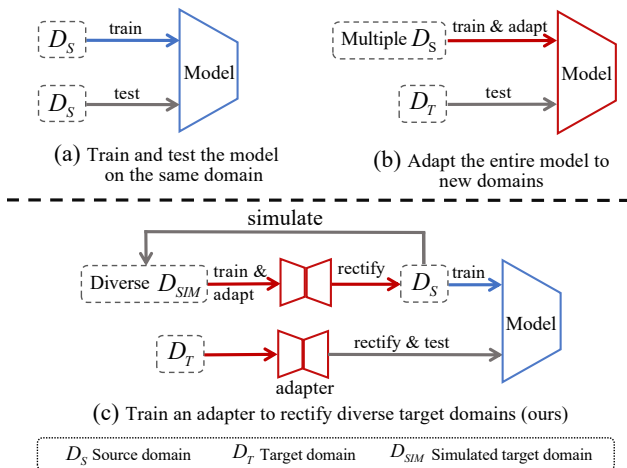 D_S train
Model
D_S test
(a) Train and test the model
on the same domain
Multiple D_S train & adapt
Model
D_T test
(b) Adapt the entire model to
new domains
simulate
Diverse D_SIM train &
adapt
rectify
D_S train
Model
D_T
rectify & test
adapter
(c) Train an adapter to rectify diverse target domains (ours)
D_S Source domain D_T Target domain D_SIM Simulated target domain